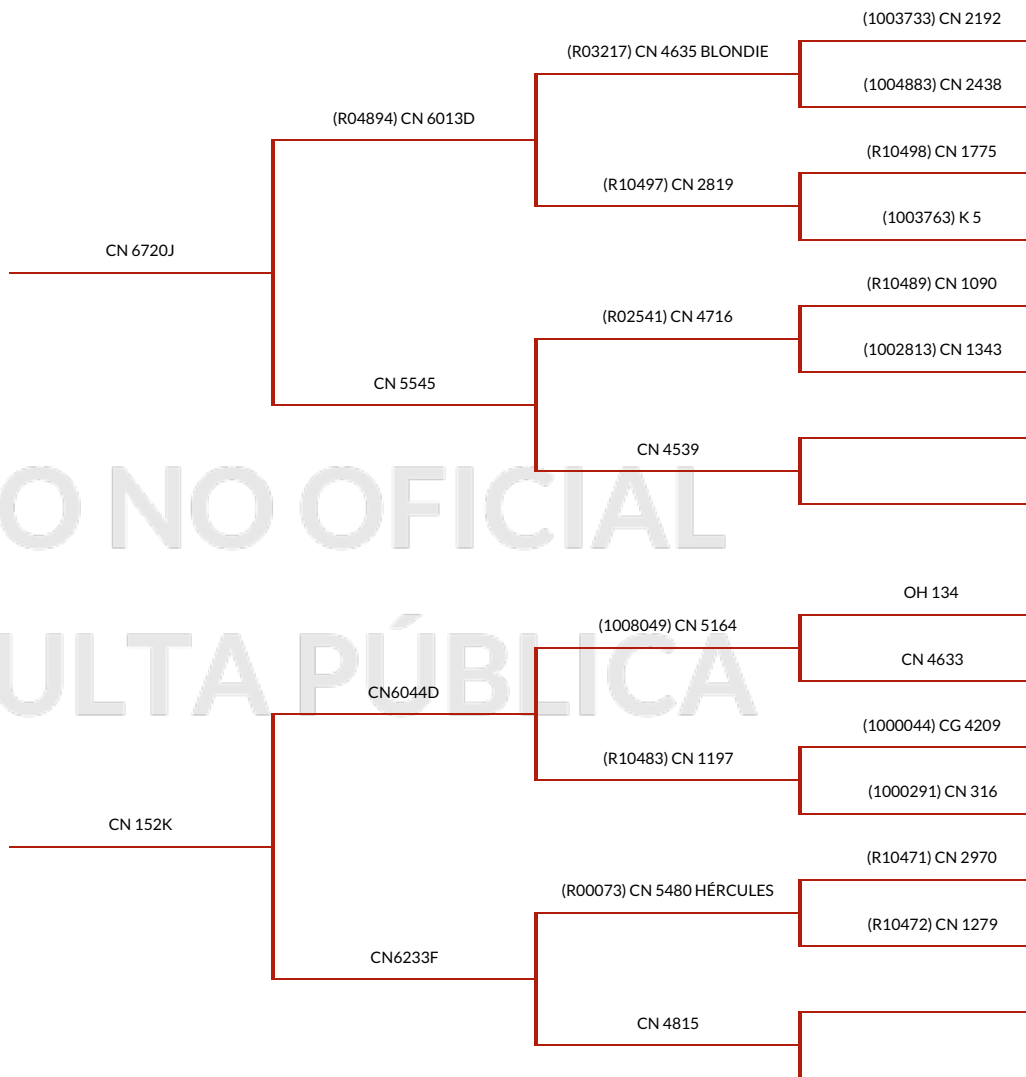 (1003733) CN 2192
(R03217) CN 4635 BLONDIE
(1004883) CN 2438
(R04894) CN 6013D
(R10498) CN 1775
(R10497) CN 2819
(1003763) K 5
CN 6720J
(R10489) CN 1090
(R02541) CN 4716
(1002813) CN 1343
CN 5545
CN 4539
O NO OFICIAL
OH 134
(1008049) CN 5164
CN 4633
ULTA PÚBLICA
CN6044D
(1000044) CG 4209
(R10483) CN 1197
(1000291) CN 316
CN 152K
(R10471) CN 2970
(R00073) CN 5480 HÉRCULES
(R10472) CN 1279
CN6233F
CN 4815